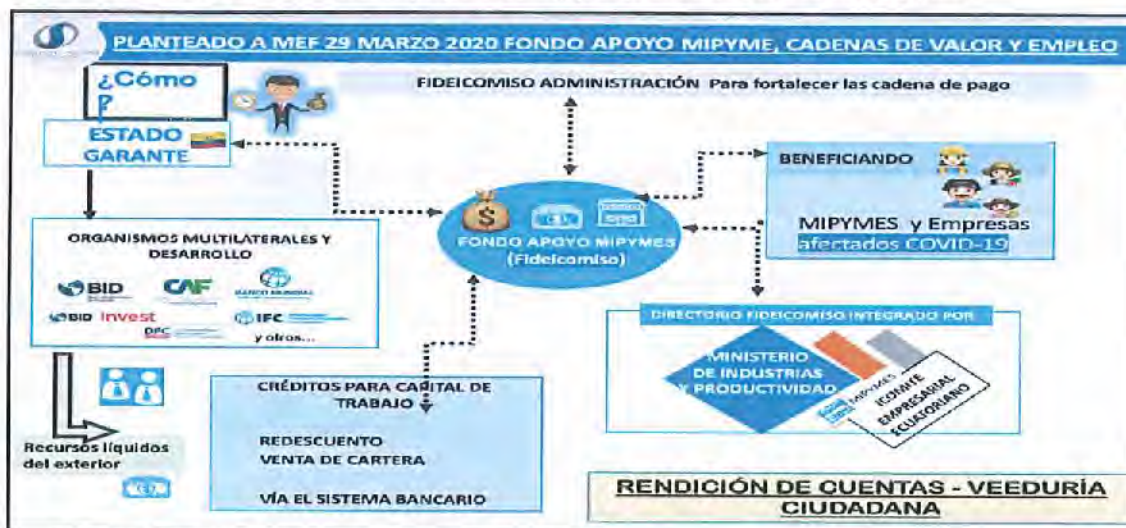 PLANTEADO A MEF 29 MARZO 2020 FONDO APOYO MIPYME, CADENAS DE VALOR Y EMPLEO
¿Cómo
?
FIDEICOMISO ADMINISTRACIÓN Para fortalecer las cadena de pago
ESTADO
GARANTE
BENEFICIANDO
MIPYMES y Empresas
afectados COVID-19
$
FONDO APOYO MIPYMES
(Fideicomiso)
ORGANISMOS MULTILATERALES Y
DESARROLLO
BID
CAF
BANCO MUNDIAL
BID Invest
IFC
DFC
y otros...
DIRECTORIO FIDEICOMISO INTEGRADO POR
MINISTERIO
DE INDUSTRIAS
Y PRODUCTIVIDAD
MIPYMES
COMITE
EMPRESARIAL
ECUATORIANO
CRÉDITOS PARA CAPITAL DE
TRABAJO
REDESCUENTO
VENTA DE CARTERA
VÍA EL SISTEMA BANCARIO
Recursos líquidos
del exterior
RENDICIÓN DE CUENTAS - VEEDURÍA
CIUDADANA